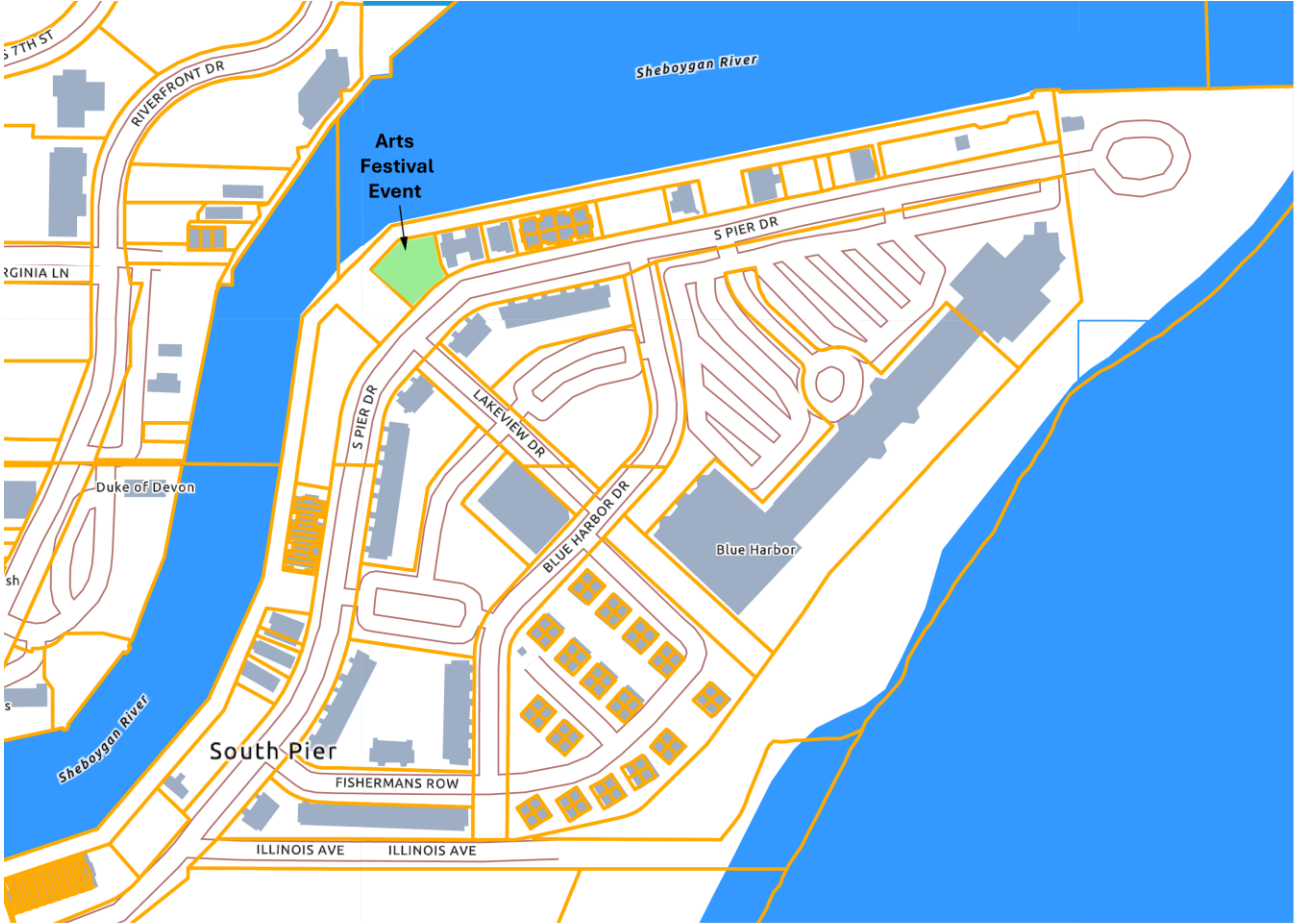 S 7TH ST
RIVERFRONT DR
Sheboygan River
Arts
Festival
Event
S PIER DR
RGINIA LN
S PIER DR
LAKEVIEW DR
Duke of Devon
BLUE HARBOR DR
Blue Harbor
sh
s
Sheboygan River
South Pier
FISHERMANS ROW
ILLINOIS AVE
ILLINOIS AVE